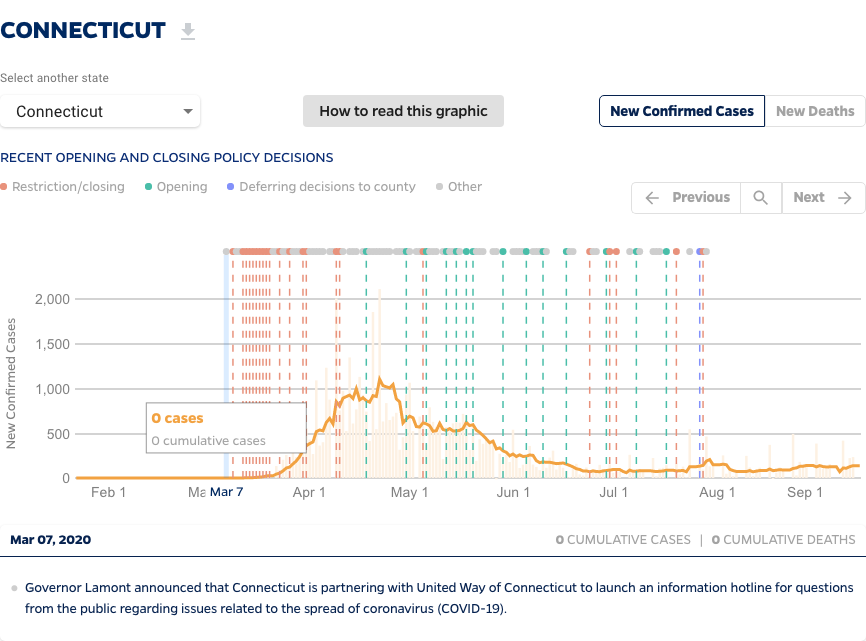 CONNECTICUT
Select another state
Connecticut
How to read this graphic
New Confirmed Cases
New Deaths
RECENT OPENING AND CLOSING POLICY DECISIONS
Restriction/closing
Opening
Deferring decisions to county
Other
Previous
Next
New Confirmed Cases
2,000
1,500
1,000
500
0
0 cases
0 cumulative cases
Feb 1
Ma
Mar 7
Apr 1
May 1
Jun 1
Jul 1
Aug 1
Sep 1
Mar 07, 2020
0 CUMULATIVE CASES | 0 CUMULATIVE DEATHS
Governor Lamont announced that Connecticut is partnering with United Way of Connecticut to launch an information hotline for questions
from the public regarding issues related to the spread of coronavirus (COVID-19).